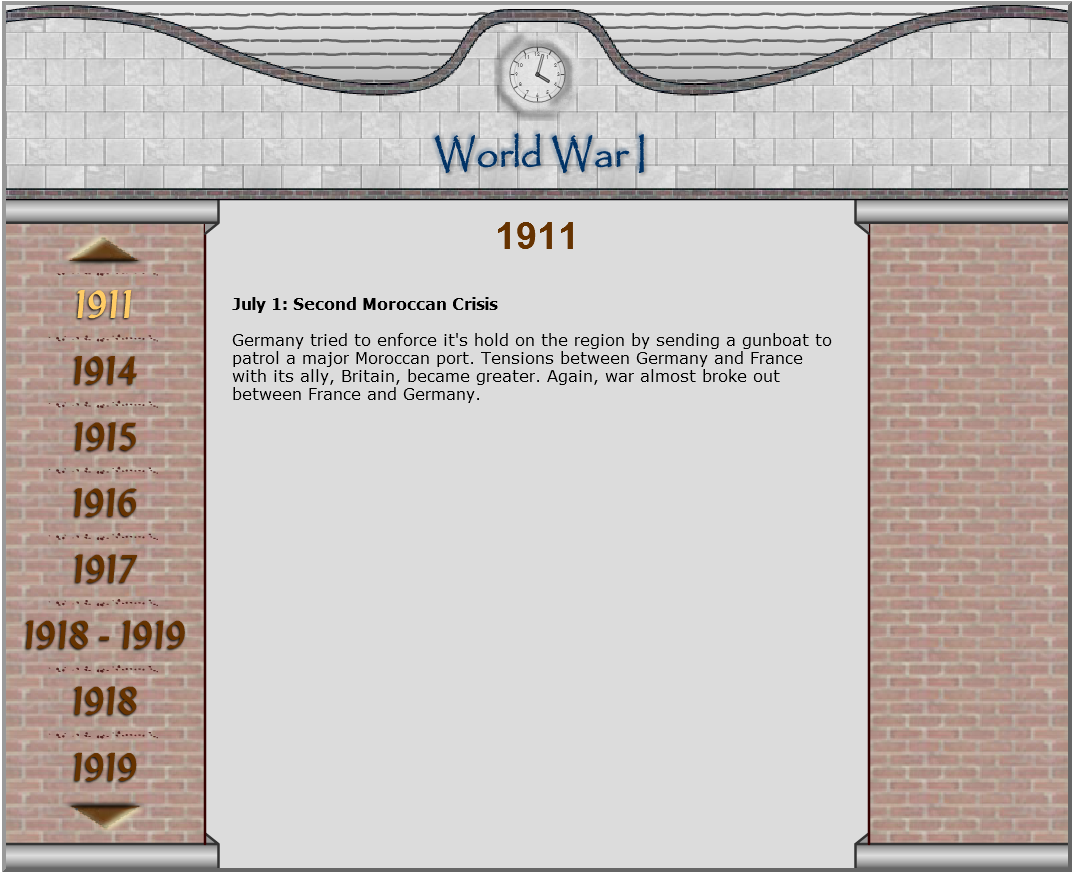 World War I
1911
1911
1914
1915
1916
1917
1918 - 1919
1918
1919
July 1: Second Moroccan Crisis
Germany tried to enforce it's hold on the region by sending a gunboat to
patrol a major Moroccan port. Tensions between Germany and France
with its ally, Britain, became greater. Again, war almost broke out
between France and Germany.